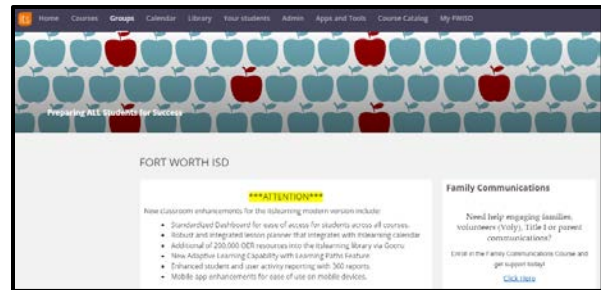 Home Courses Groups Calendar Library Your students Admin Apps and Tools Course Catalog My FWISD
Preparing ALL Students for Success
FORT WORTH ISD
***ATTENTION***
New classroom enhancements for the itslearning modern version include:
Standardized Dashboard for ease of access for students across all courses.
Robust and integrated lesson planner that integrates with itslearning calendar
Additional of 200,000 OER resources into the itslearning library via Gooru
New Adaptive Learning Capability with Learning Paths Feature
Enhanced student and user activity reporting with 360 reports.
Mobile app enhancements for ease of use on mobile devices.
Family Communications
Need help engaging families,
volunteers (Voly), Title I or parent
communications?
Enroll in the Family Communications Course and
get support today!
Click Here